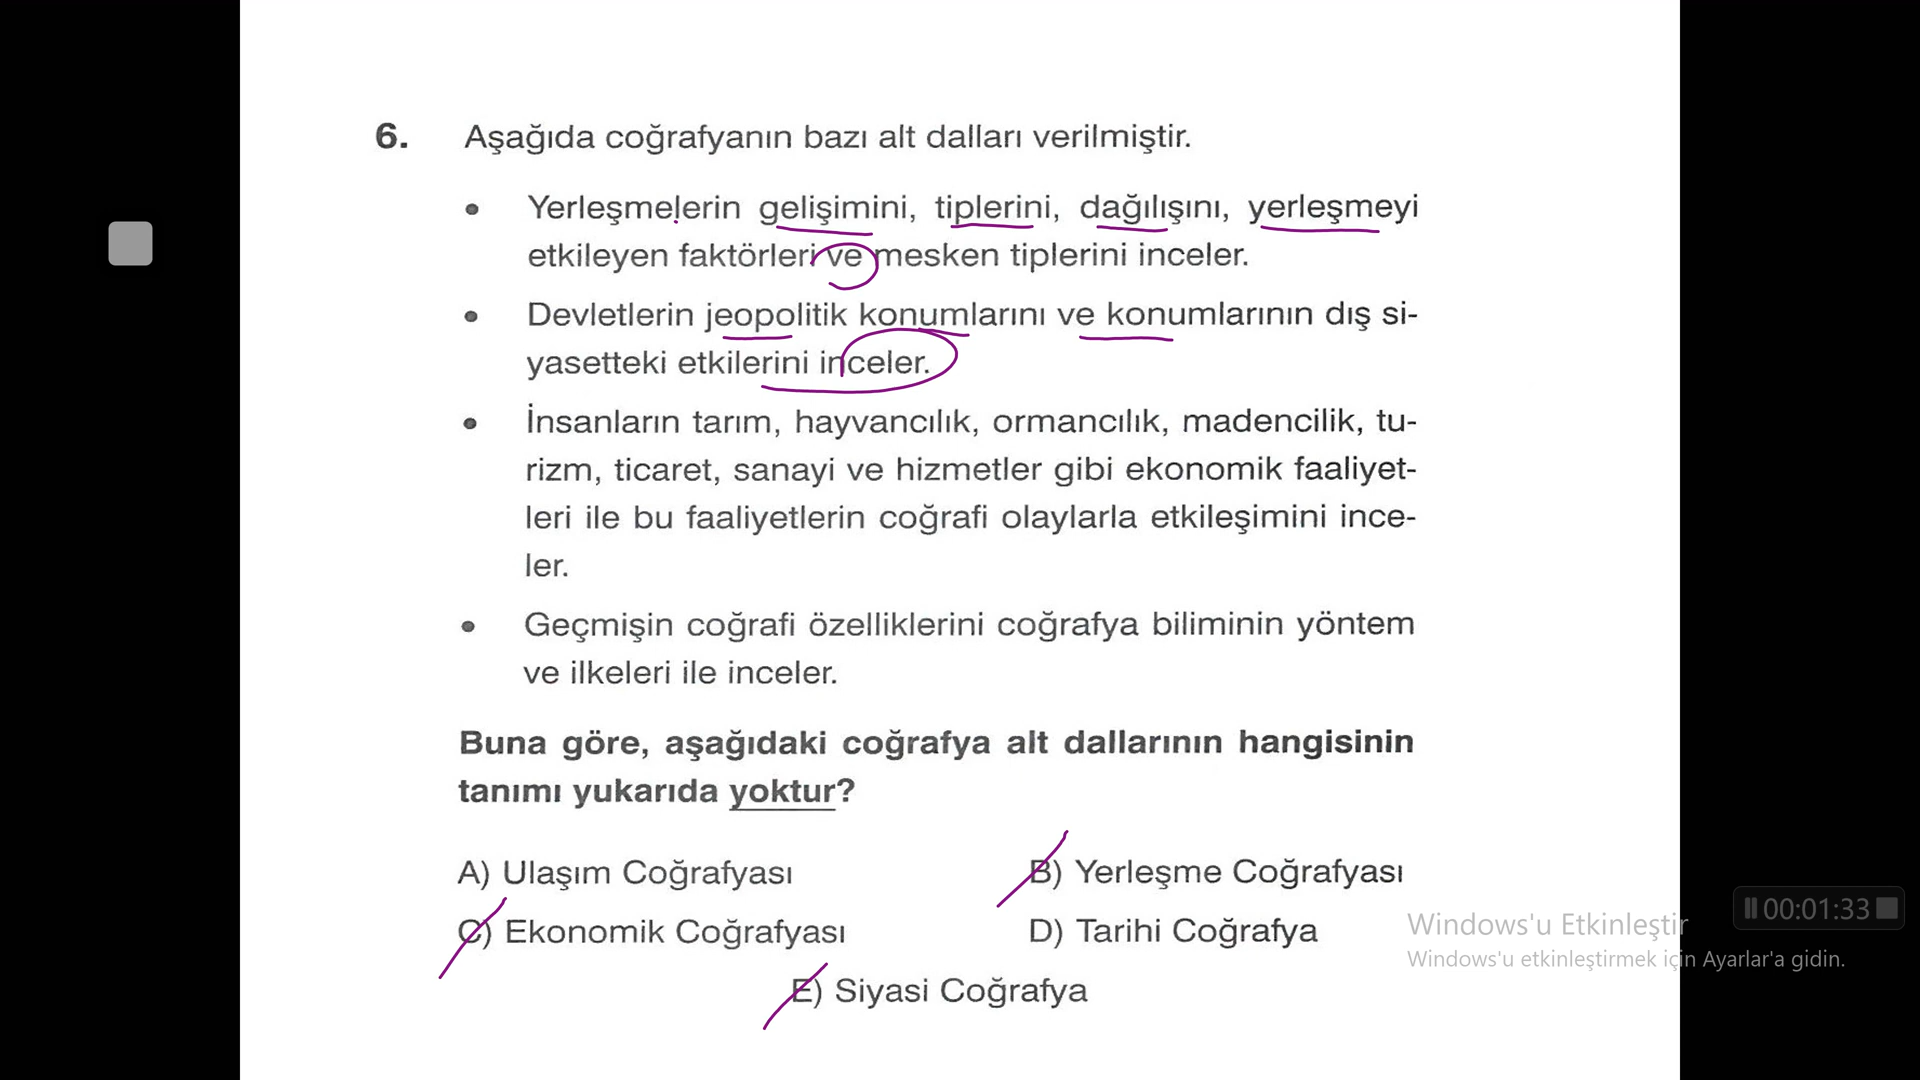 6. Aşağıda coğrafyanın bazı alt dalları verilmiştir.
• Yerleşmelerin gelişimini, tiplerini, dağılışını, yerleşmeyi
etkileyen faktörleri ve mesken tiplerini inceler.
• Devletlerin jeopolitik konumlarını ve konumlarının dış si-
yasetteki etkilerini inceler.
• İnsanların tarım, hayvancılık, ormancılık, madencilik, tu-
rizm, ticaret, sanayi ve hizmetler gibi ekonomik faaliyet-
leri ile bu faaliyetlerin coğrafi olaylarla etkileşimini ince-
ler.
• Geçmişin coğrafi özelliklerini coğrafya biliminin yöntem
ve ilkeleri ile inceler.
Buna göre, aşağıdaki coğrafya alt dallarının hangisinin
tanımı yukarıda yoktur?
A) Ulaşım Coğrafyası
B) Yerleşme Coğrafyası
C) Ekonomik Coğrafyası
D) Tarihi Coğrafya
E) Siyasi Coğrafya
00:01:33
Windows'u Etkinleştir
Windows'u etkinleştirmek için Ayarlar'a gidin.